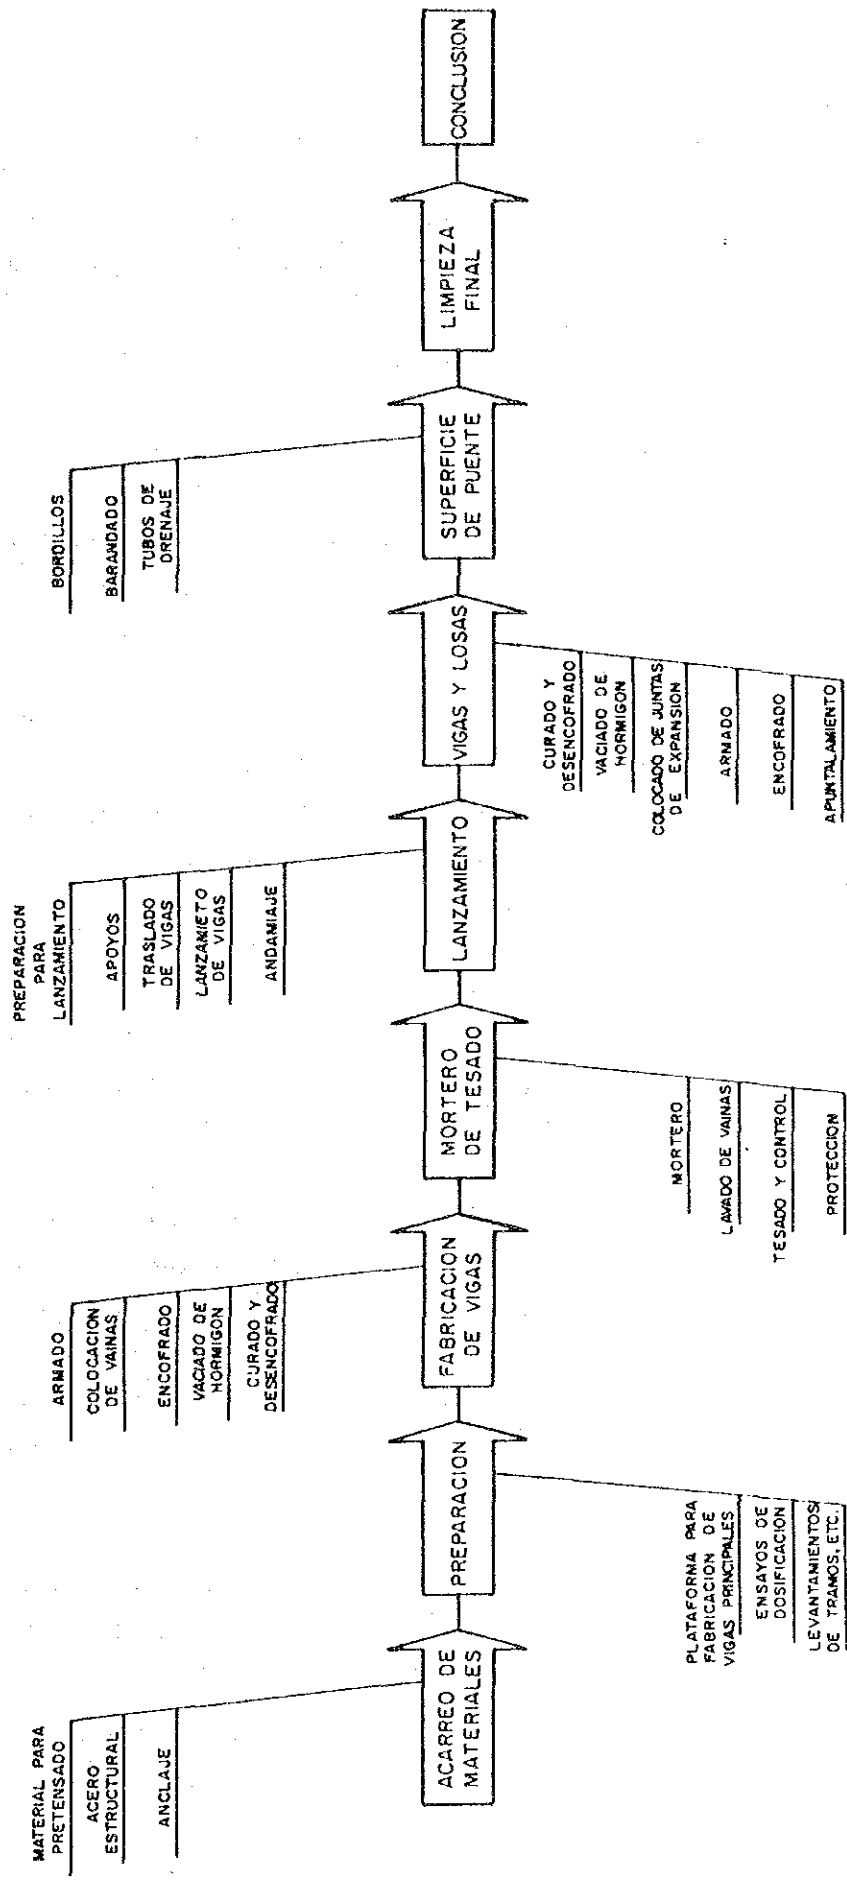 MATERIAL PARA
PRETENSADO
ACERO
ESTRUCTURAL
ANCLAJE
ACARREO DE
MATERIALES
PLATAFORMA PARA
FABRICACION DE
VIGAS PRINCIPALES
ENSAYOS DE
DOSIFICACION
LEVANTAMIENTOS
DE TRAMOS, ETC.
PREPARACION
ARMADO
COLOCACION
DE VAINAS
ENCOFRADO
VACIADO DE
HORMIGON
CURADO Y
DESENCOFRADO
FABRICACION
DE VIGAS
MORTERO
LAVADO DE VAINAS
TESADO Y CONTROL
PROTECCION
MORTERO
DE TESADO
PREPARACION
PARA
LANZAMIENTO
APOYOS
TRASLADO
DE VIGAS
LANZAMIETO
DE VIGAS
ANDAMIAJE
LANZAMIENTO
CURADO Y
DESENCOFRADO
VACIADO DE
HORMIGON
COLOCADO DE JUNTAS
DE EXPANSION
ARMADO
ENCOFRADO
APUNTALAMIENTO
VIGAS Y LOSAS
BORDILLOS
BARANDADO
TUBOS DE
DRENAJE
SUPERFICIE
DE PUENTE
LIMPIEZA
FINAL
CONCLUSION